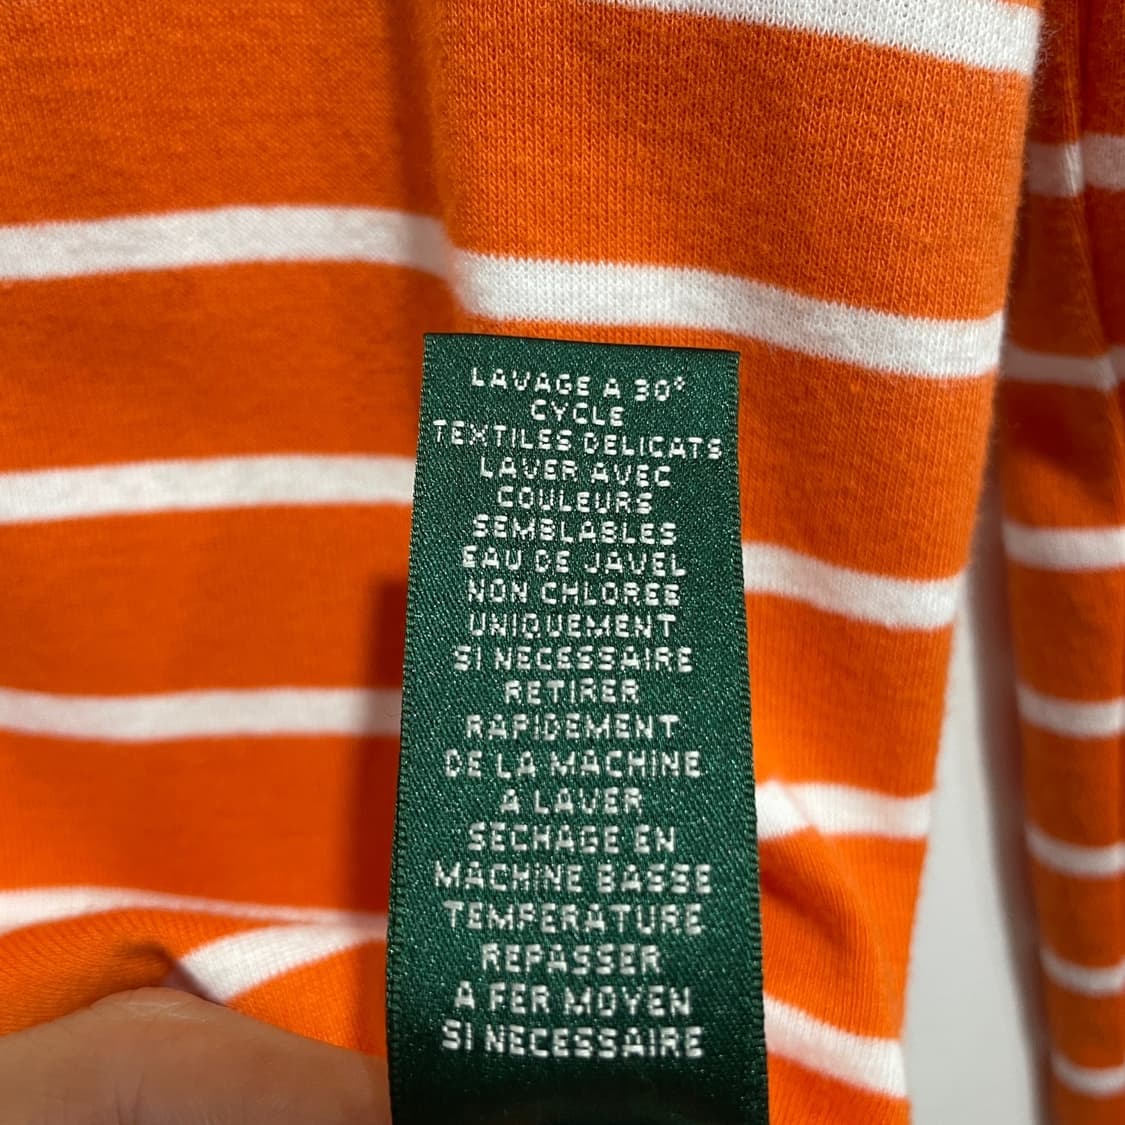 LAVAGE A 30°
CYCLE
TEXTILES DELICATS
LAVER AVEC
COULEURS
SEMBLABLES
EAU DE JAVEL
NON CHLOREE
UNIQUEMENT
SI NECESSAIRE
RETIRER
RAPIDEMENT
DE LA MACHINE
A LAVER
SECHAGE EN
MACHINE BASSE
TEMPERATURE
REPASSER
A FER MOYEN
SI NECESSAIRE